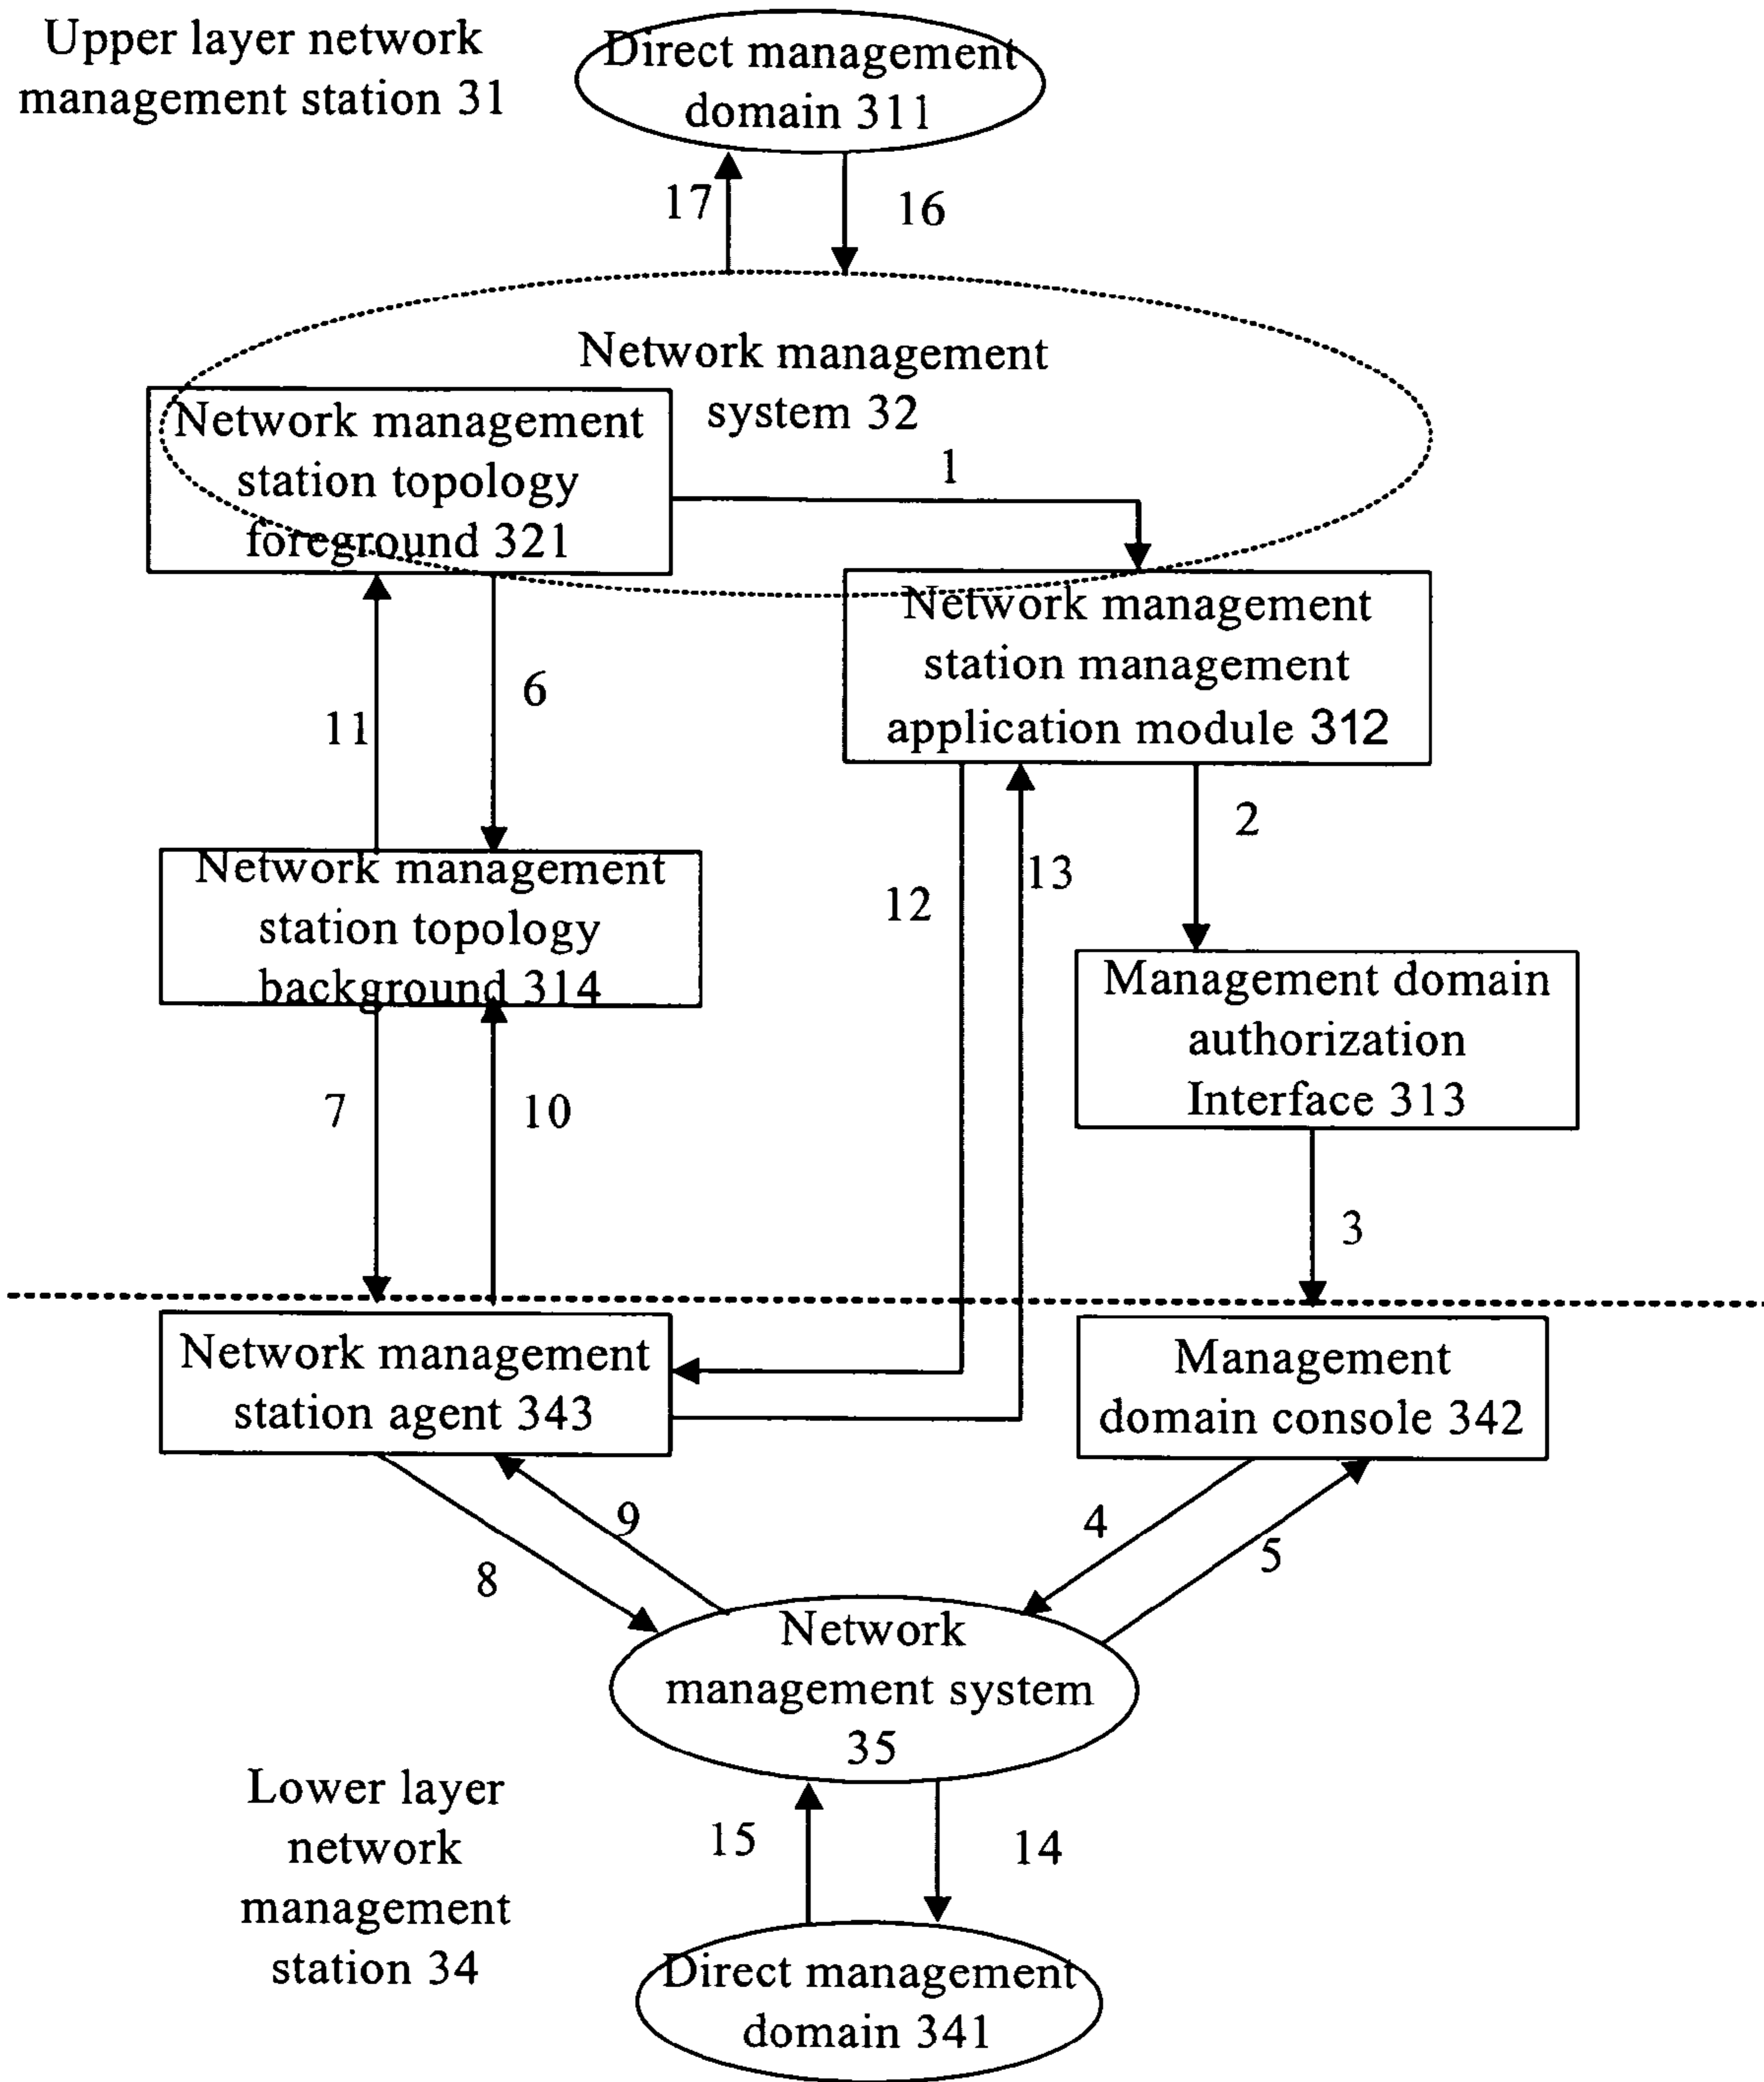 Upper layer network
management station 31
Direct management
domain 311
17
16
Network management
system 32
Network management
station topology
foreground 321
1
Network management
station management
application module 312
11
6
2
12
13
Network management
station topology
background 314
Management domain
authorization
Interface 313
7
10
3
Network management
station agent 343
Management
domain console 342
8
9
4
5
Network
management system
35
Lower layer
network
management
station 34
15
14
Direct management
domain 341